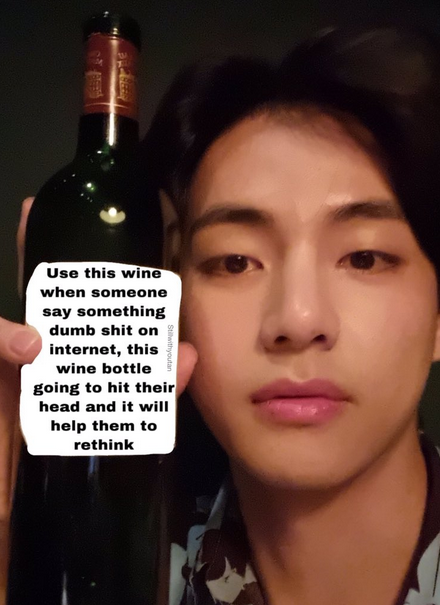 Use this wine
when someone
say something
dumb shit on
internet, this
wine bottle
going to hit their
head and it will
help them to
rethink
Stillwithyoutan